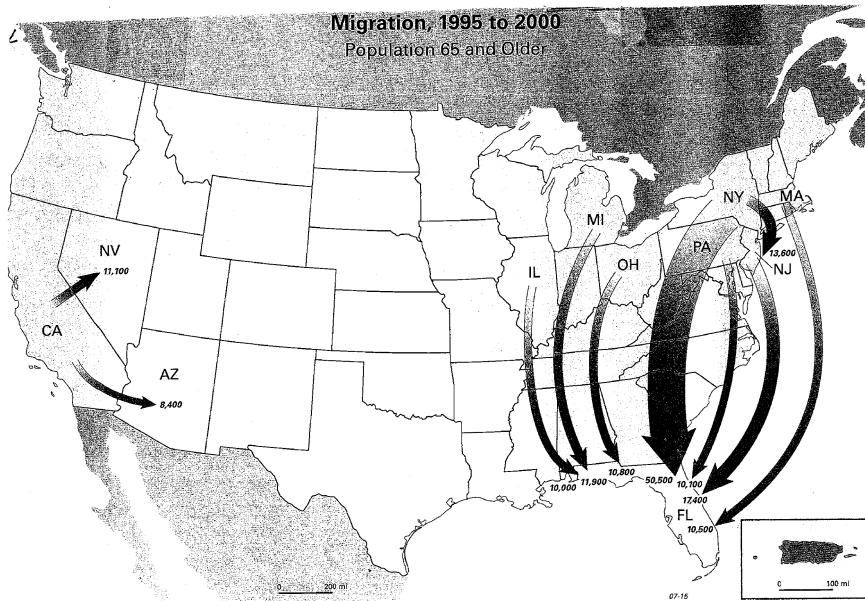 Migration, 1995 to 2000
Population 65 and Older
NY
MA
MI
PA
13,600
NJ
NV
11,100
IL
OH
CA
AZ
8,400
10,000
11,900
10,800
50,500
10,100
17,400
FL
10,500
0
200 mi
0
100 mi
07-15